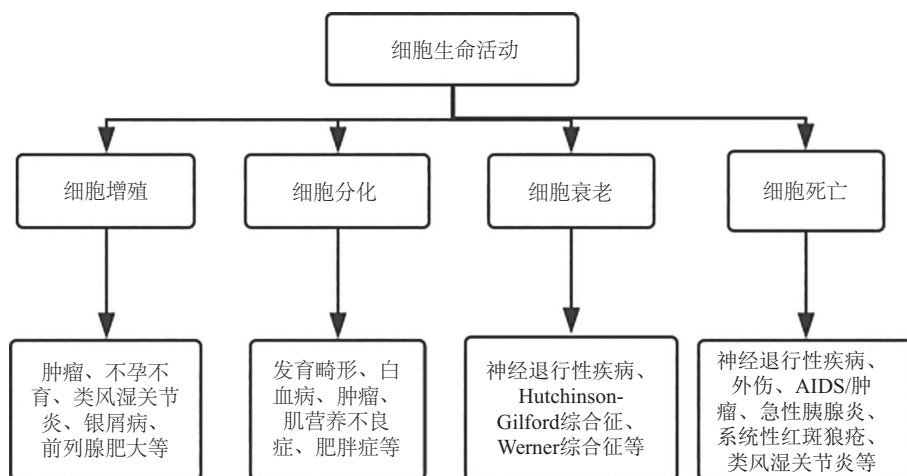 细胞生命活动
细胞增殖
细胞分化
细胞衰老
细胞死亡
肿瘤、不孕不
育、类风湿关节
炎、银屑病、
前列腺肥大等
发育畸形、白
血病、肿瘤、
肌营养不良
症、肥胖症等
神经退行性疾病、
Hutchinson-
Gilford综合征、
Werner综合征等
神经退行性疾病、
外伤、AIDS/肿
瘤、急性胰腺炎、
系统性红斑狼疮、
类风湿关节炎等